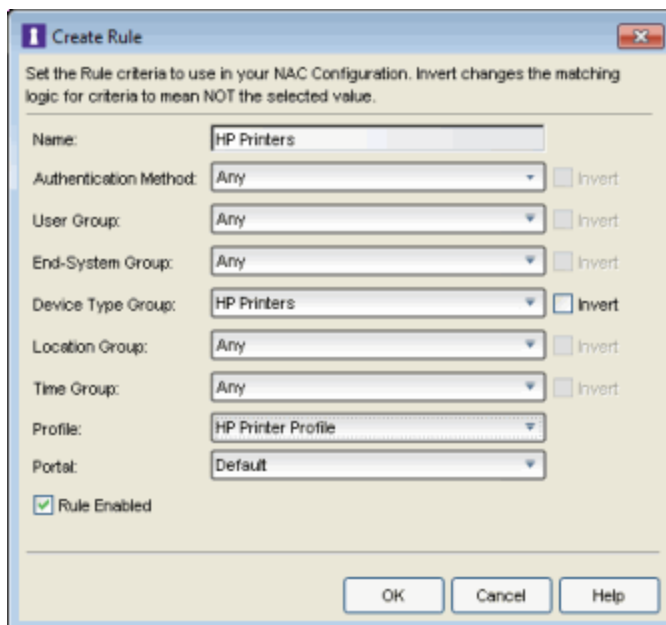 Create Rule
Set the Rule criteria to use in your NAC Configuration. Invert changes the matching
logic for criteria to mean NOT the selected value.
Name: HP Printers
Authentication Method: Any Invert
User Group: Any Invert
End-System Group: Any Invert
Device Type Group: HP Printers Invert
Location Group: Any Invert
Time Group: Any Invert
Profile: HP Printer Profile
Portal: Default
Rule Enabled
OK Cancel Help